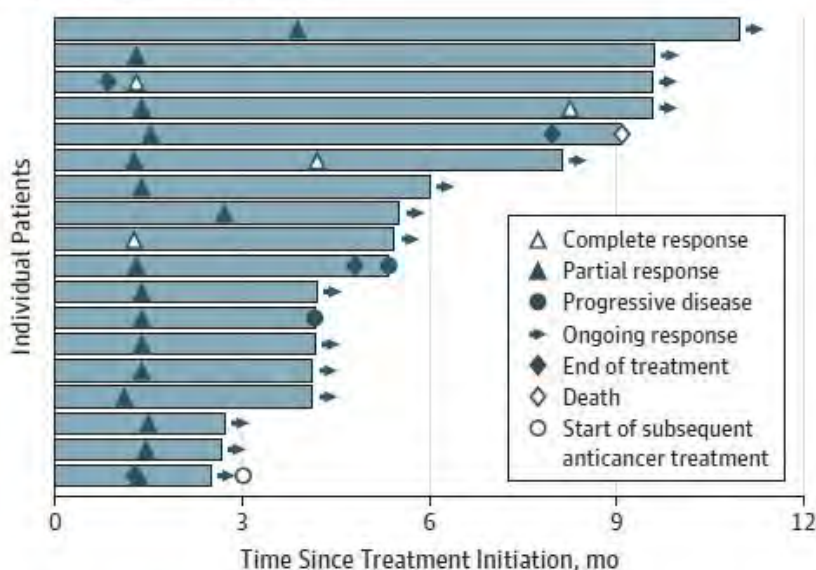 Individual Patients
Complete response
Partial response
Progressive disease
Ongoing response
End of treatment
Death
Start of subsequent
anticancer treatment
0 3 6 9 12
Time Since Treatment Initiation, mo